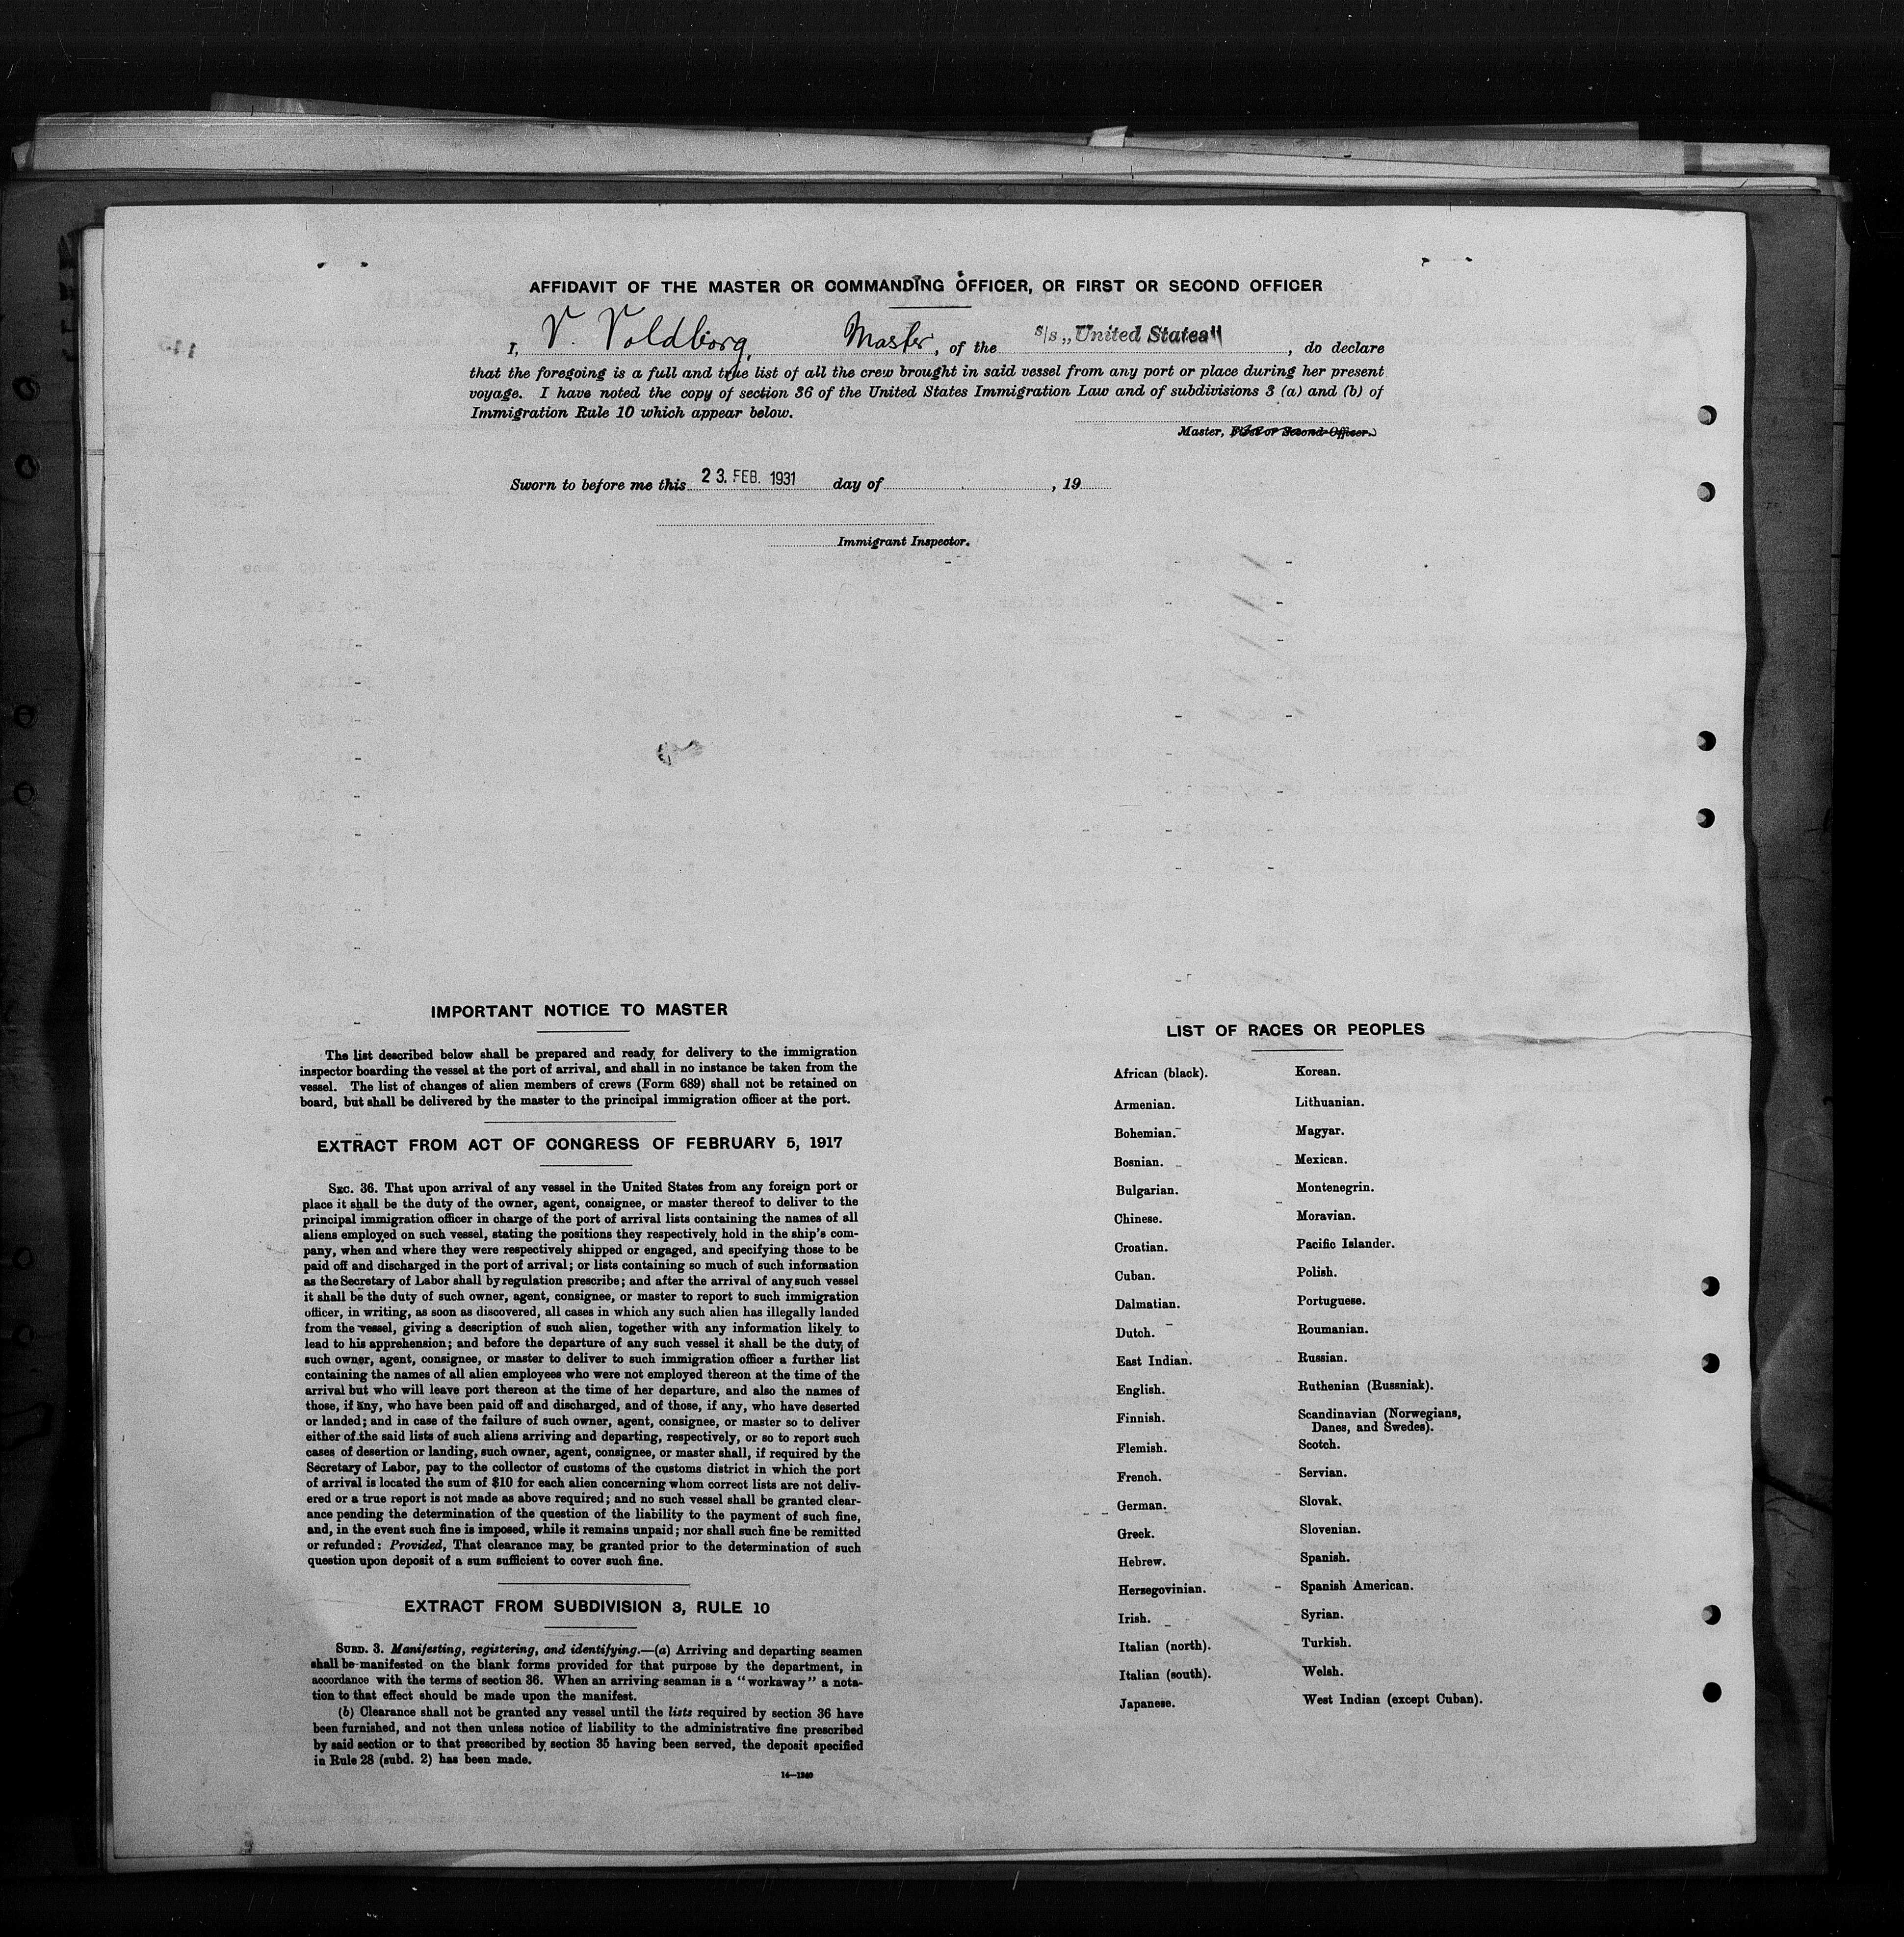 AFFIDAVIT OF THE MASTER OR COMMANDING OFFICER, OR FIRST OR SECOND OFFICER
I, V. Voldborg, Master, of the S/s „United States", do declare
that the foregoing is a full and true list of all the crew brought in said vessel from any port or place during her present
voyage. I have noted the copy of section 36 of the United States Immigration Law and of subdivisions 3 (a) and (b) of
Immigration Rule 10 which appear below.
Master, First or Second Officer.
Sworn to before me this 23. FEB. 1931 day of , 19
Immigrant Inspector.
IMPORTANT NOTICE TO MASTER
The list described below shall be prepared and ready for delivery to the immigration
inspector boarding the vessel at the port of arrival, and shall in no instance be taken from the
vessel. The list of changes of alien members of crews (Form 689) shall not be retained on
board, but shall be delivered by the master to the principal immigration officer at the port.
EXTRACT FROM ACT OF CONGRESS OF FEBRUARY 5, 1917
SEC. 36. That upon arrival of any vessel in the United States from any foreign port or
place it shall be the duty of the owner, agent, consignee, or master thereof to deliver to the
principal immigration officer in charge of the port of arrival lists containing the names of all
aliens employed on such vessel, stating the positions they respectively hold in the ship's com-
pany, when and where they were respectively shipped or engaged, and specifying those to be
paid off and discharged in the port of arrival; or lists containing so much of such information
as the Secretary of Labor shall by regulation prescribe; and after the arrival of any such vessel
it shall be the duty of such owner, agent, consignee, or master to report to such immigration
officer, in writing, as soon as discovered, all cases in which any such alien has illegally landed
from the vessel, giving a description of such alien, together with any information likely to
lead to his apprehension; and before the departure of any such vessel it shall be the duty of
such owner, agent, consignee, or master to deliver to such immigration officer a further list
containing the names of all alien employees who were not employed thereon at the time of the
arrival but who will leave port thereon at the time of her departure, and also the names of
those, if any, who have been paid off and discharged, and of those, if any, who have deserted
or landed; and in case of the failure of such owner, agent, consignee, or master so to deliver
either of the said lists of such aliens arriving and departing, respectively, or so to report such
cases of desertion or landing, such owner, agent, consignee, or master shall, if required by the
Secretary of Labor, pay to the collector of customs of the customs district in which the port
of arrival is located the sum of $10 for each alien concerning whom correct lists are not deliv-
ered or a true report is not made as above required; and no such vessel shall be granted clear-
ance pending the determination of the question of the liability to the payment of such fine,
and, in the event such fine is imposed, while it remains unpaid; nor shall such fine be remitted
or refunded: Provided, That clearance may be granted prior to the determination of such
question upon deposit of a sum sufficient to cover such fine.
EXTRACT FROM SUBDIVISION 3, RULE 10
SUBD. 3. Manifesting, registering, and identifying.—(a) Arriving and departing seamen
shall be manifested on the blank forms provided for that purpose by the department, in
accordance with the terms of section 36. When an arriving seaman is a "workaway" a nota-
tion to that effect should be made upon the manifest.
(b) Clearance shall not be granted any vessel until the lists required by section 36 have
been furnished, and not then unless notice of liability to the administrative fine prescribed
by said section or to that prescribed by section 35 having been served, the deposit specified
in Rule 28 (subd. 2) has been made.
14—1240
LIST OF RACES OR PEOPLES
African (black).
Armenian.
Bohemian.
Bosnian.
Bulgarian.
Chinese.
Croatian.
Cuban.
Dalmatian.
Dutch.
East Indian.
English.
Finnish.
Flemish.
French.
German.
Greek.
Hebrew.
Herzegovinian.
Irish.
Italian (north).
Italian (south).
Japanese.
Korean.
Lithuanian.
Magyar.
Mexican.
Montenegrin.
Moravian.
Pacific Islander.
Polish.
Portuguese.
Roumanian.
Russian.
Ruthenian (Russniak).
Scandinavian (Norwegians,
Danes, and Swedes).
Scotch.
Servian.
Slovak.
Slovenian.
Spanish.
Spanish American.
Syrian.
Turkish.
Welsh.
West Indian (except Cuban).